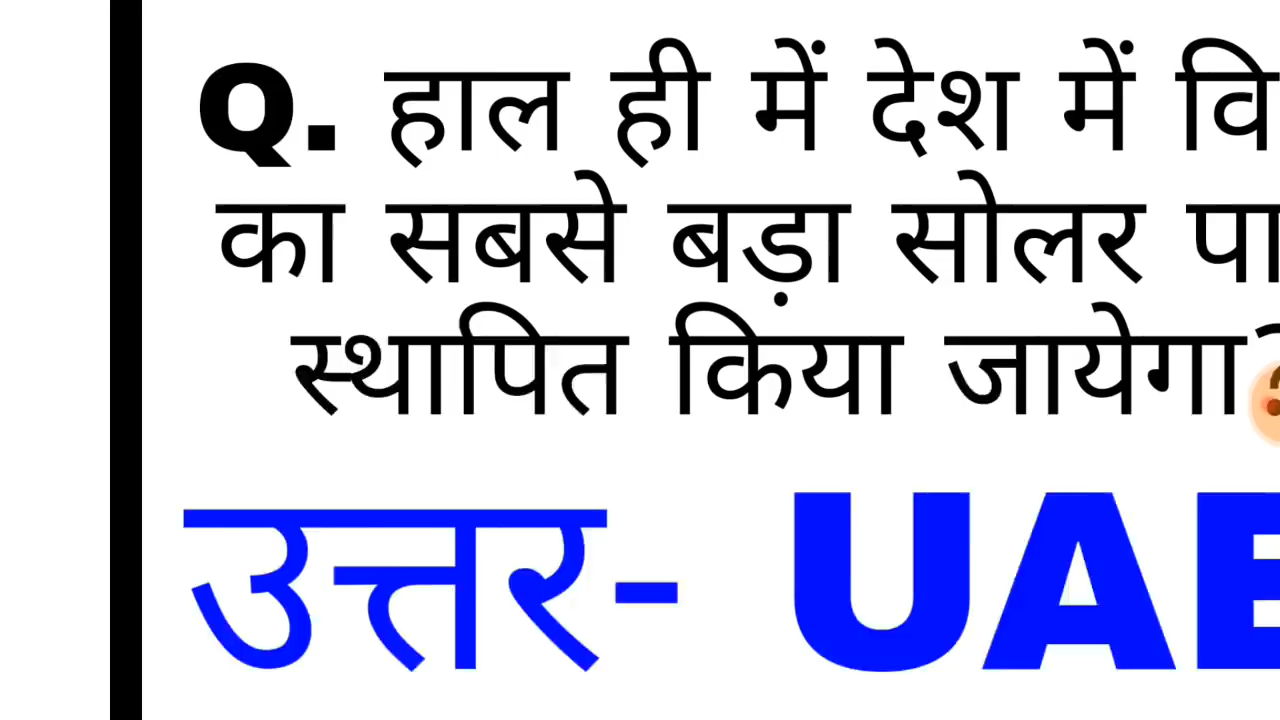 Q. हाल ही में देश में वि
का सबसे बड़ा सोलर पा
स्थापित किया जायेगा?
उत्तर- UAE